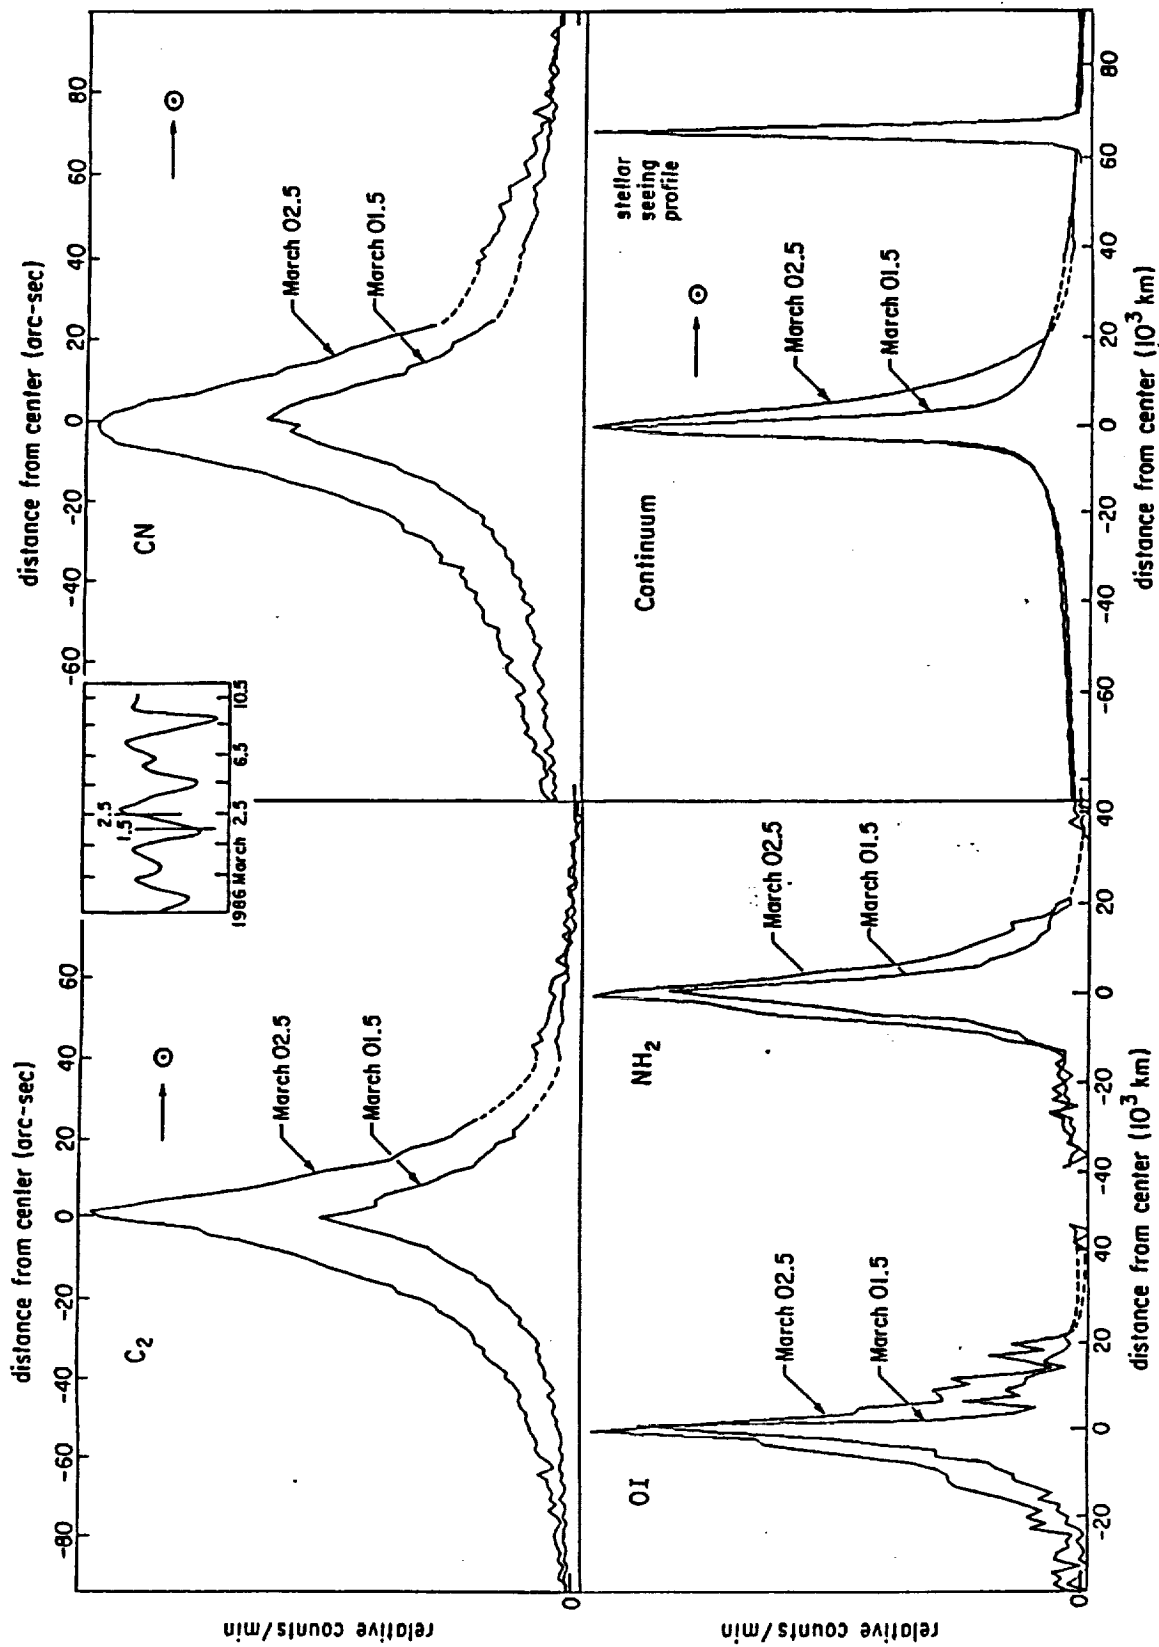 distance from center (arc-sec)
-80 -60 -40 -20 0 20 40 60
distance from center (arc-sec)
-60 -40 -20 0 20 40 60 80
2.5
1.5
1986 March 2.5 6.5 10.5
C2
March 02.5
March 01.5
CN
March 02.5
March 01.5
relative counts/min
0
OI
March 02.5
March 01.5
NH2
March 02.5
March 01.5
Continuum
March 02.5
March 01.5
stellar
seeing
profile
relative counts/min
0
-20 0 20 40
-40 -20 0 20 40
-60 -40 -20 0 20 40 60 80
distance from center (10³ km)
distance from center (10³ km)